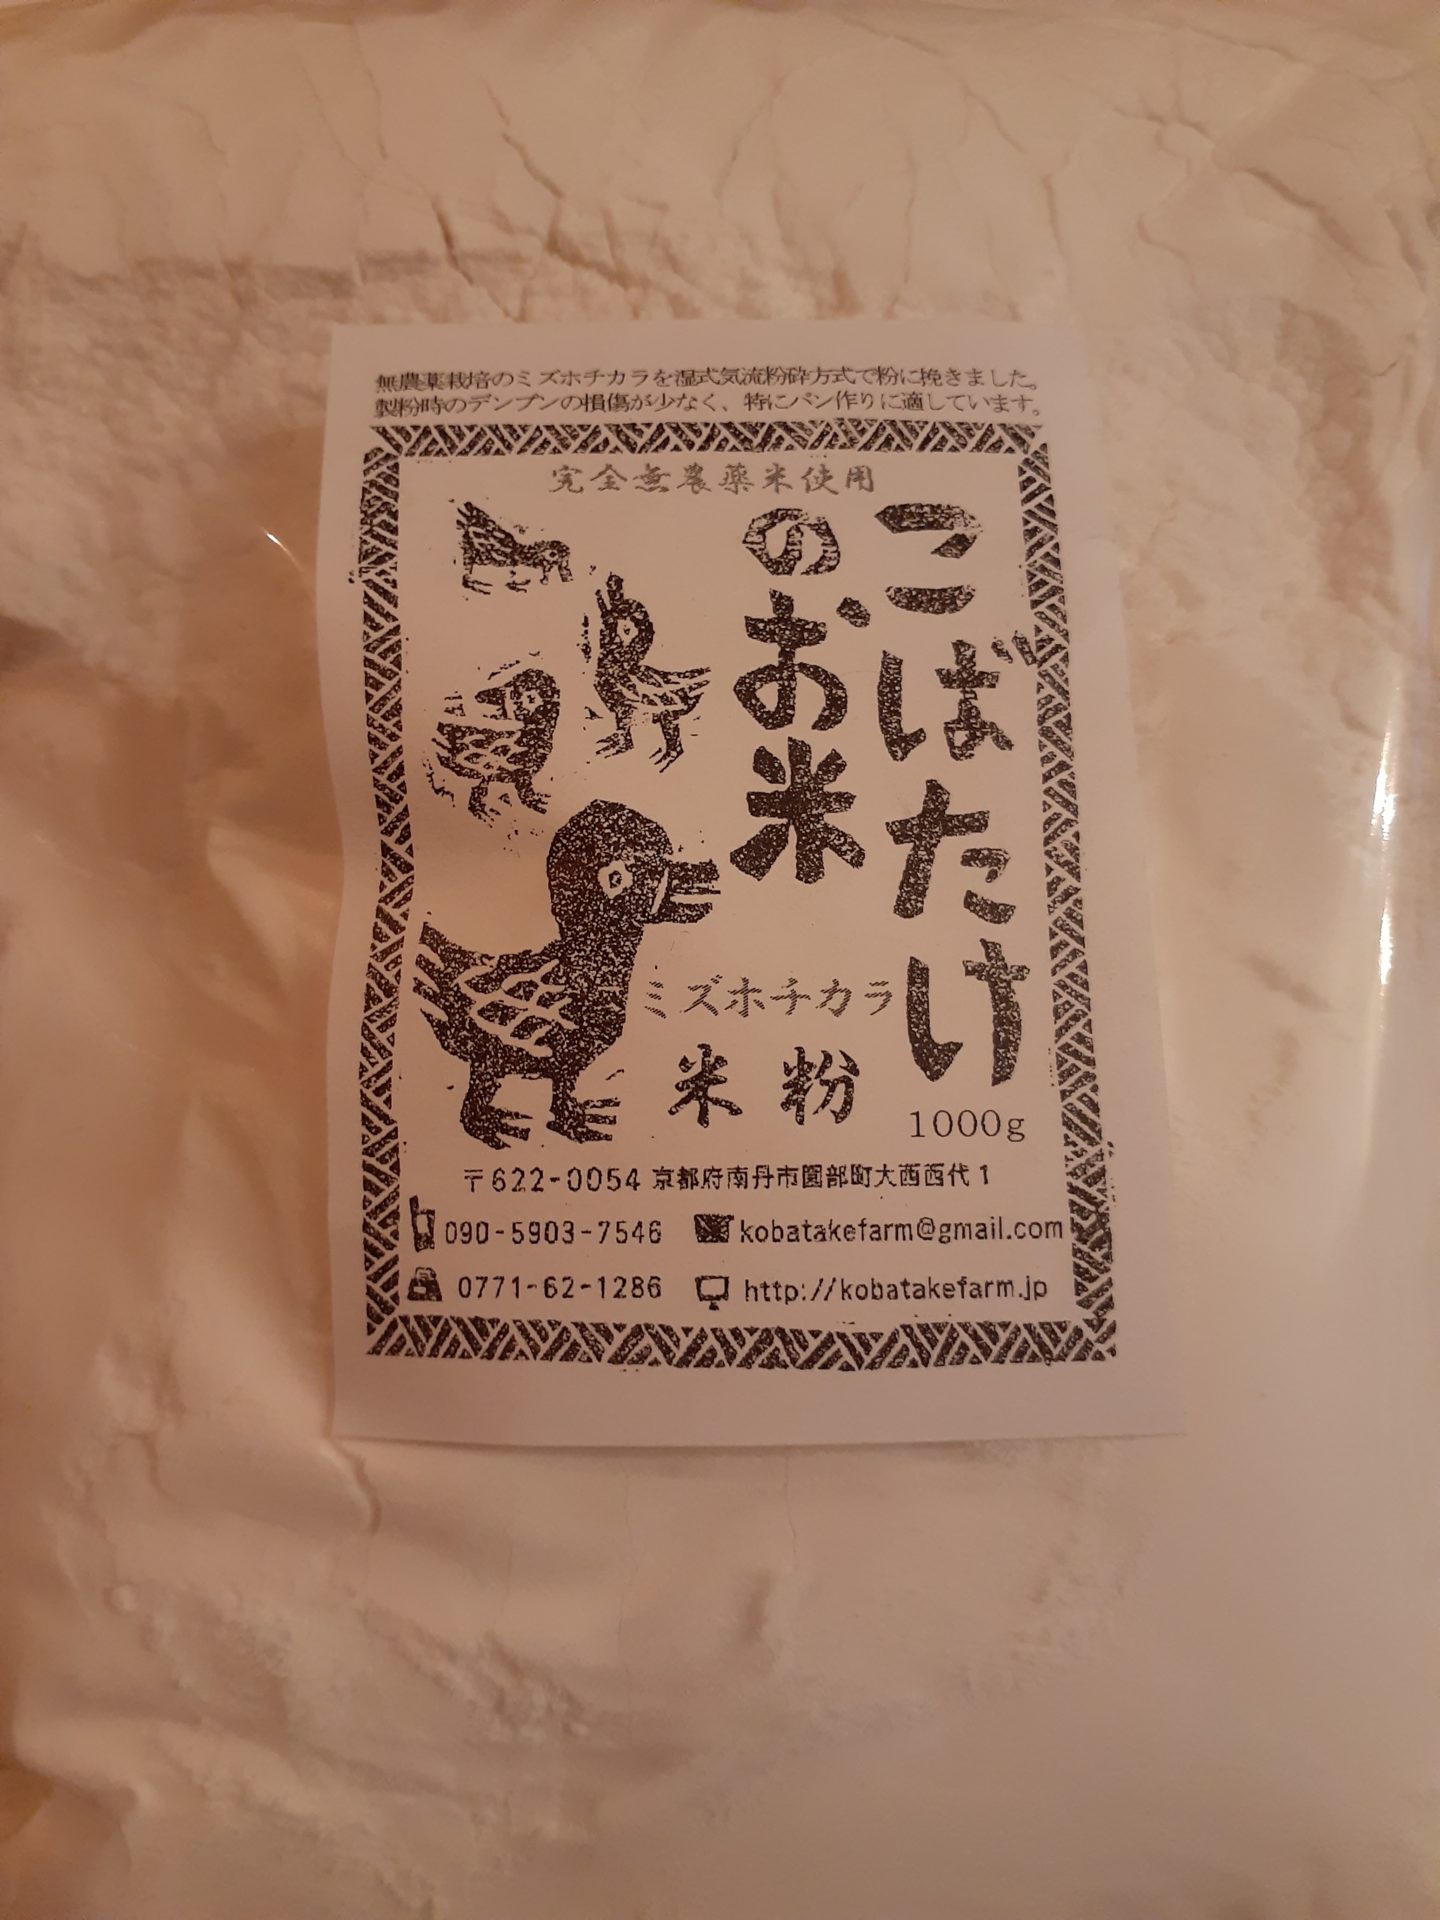 無農薬栽培のミズホチカラを湿式気流粉砕方式で粉に挽きました。
製粉時のデンプンの損傷が少なく、特にパン作りに適しています。
完全無農薬米使用
こばたけ
のお米
ミズホチカラ
米粉
1000g
〒622-0054 京都府南丹市園部町大西西代1
090-5903-7546 kobatakefarm@gmail.com
0771-62-1286 http://kobatakefarm.jp